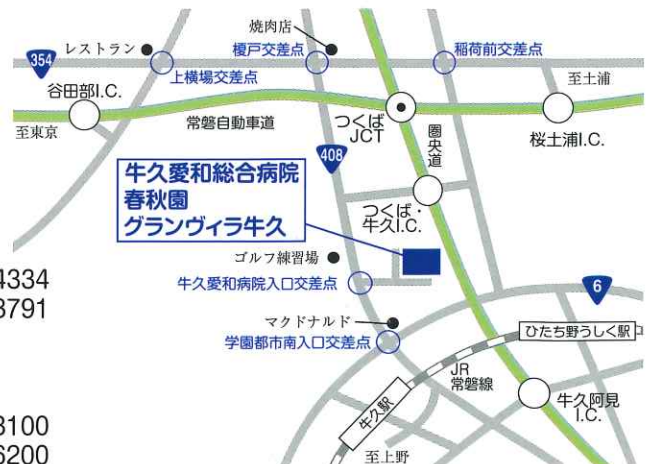 焼肉店
レストラン
榎戸交差点
稲荷前交差点
354
上横場交差点
谷田部I.C.
至土浦
至東京
常磐自動車道
つくば
JCT
圏央道
桜土浦I.C.
408
牛久愛和総合病院
春秋園
グランヴィラ牛久
つくば・
牛久I.C.
ゴルフ練習場
4334
牛久愛和病院入口交差点
6
3791
マクドナルド
学園都市南入口交差点
ひたち野うしく駅
JR
常磐線
牛久駅
牛久阿見
I.C.
3100
至上野
6200